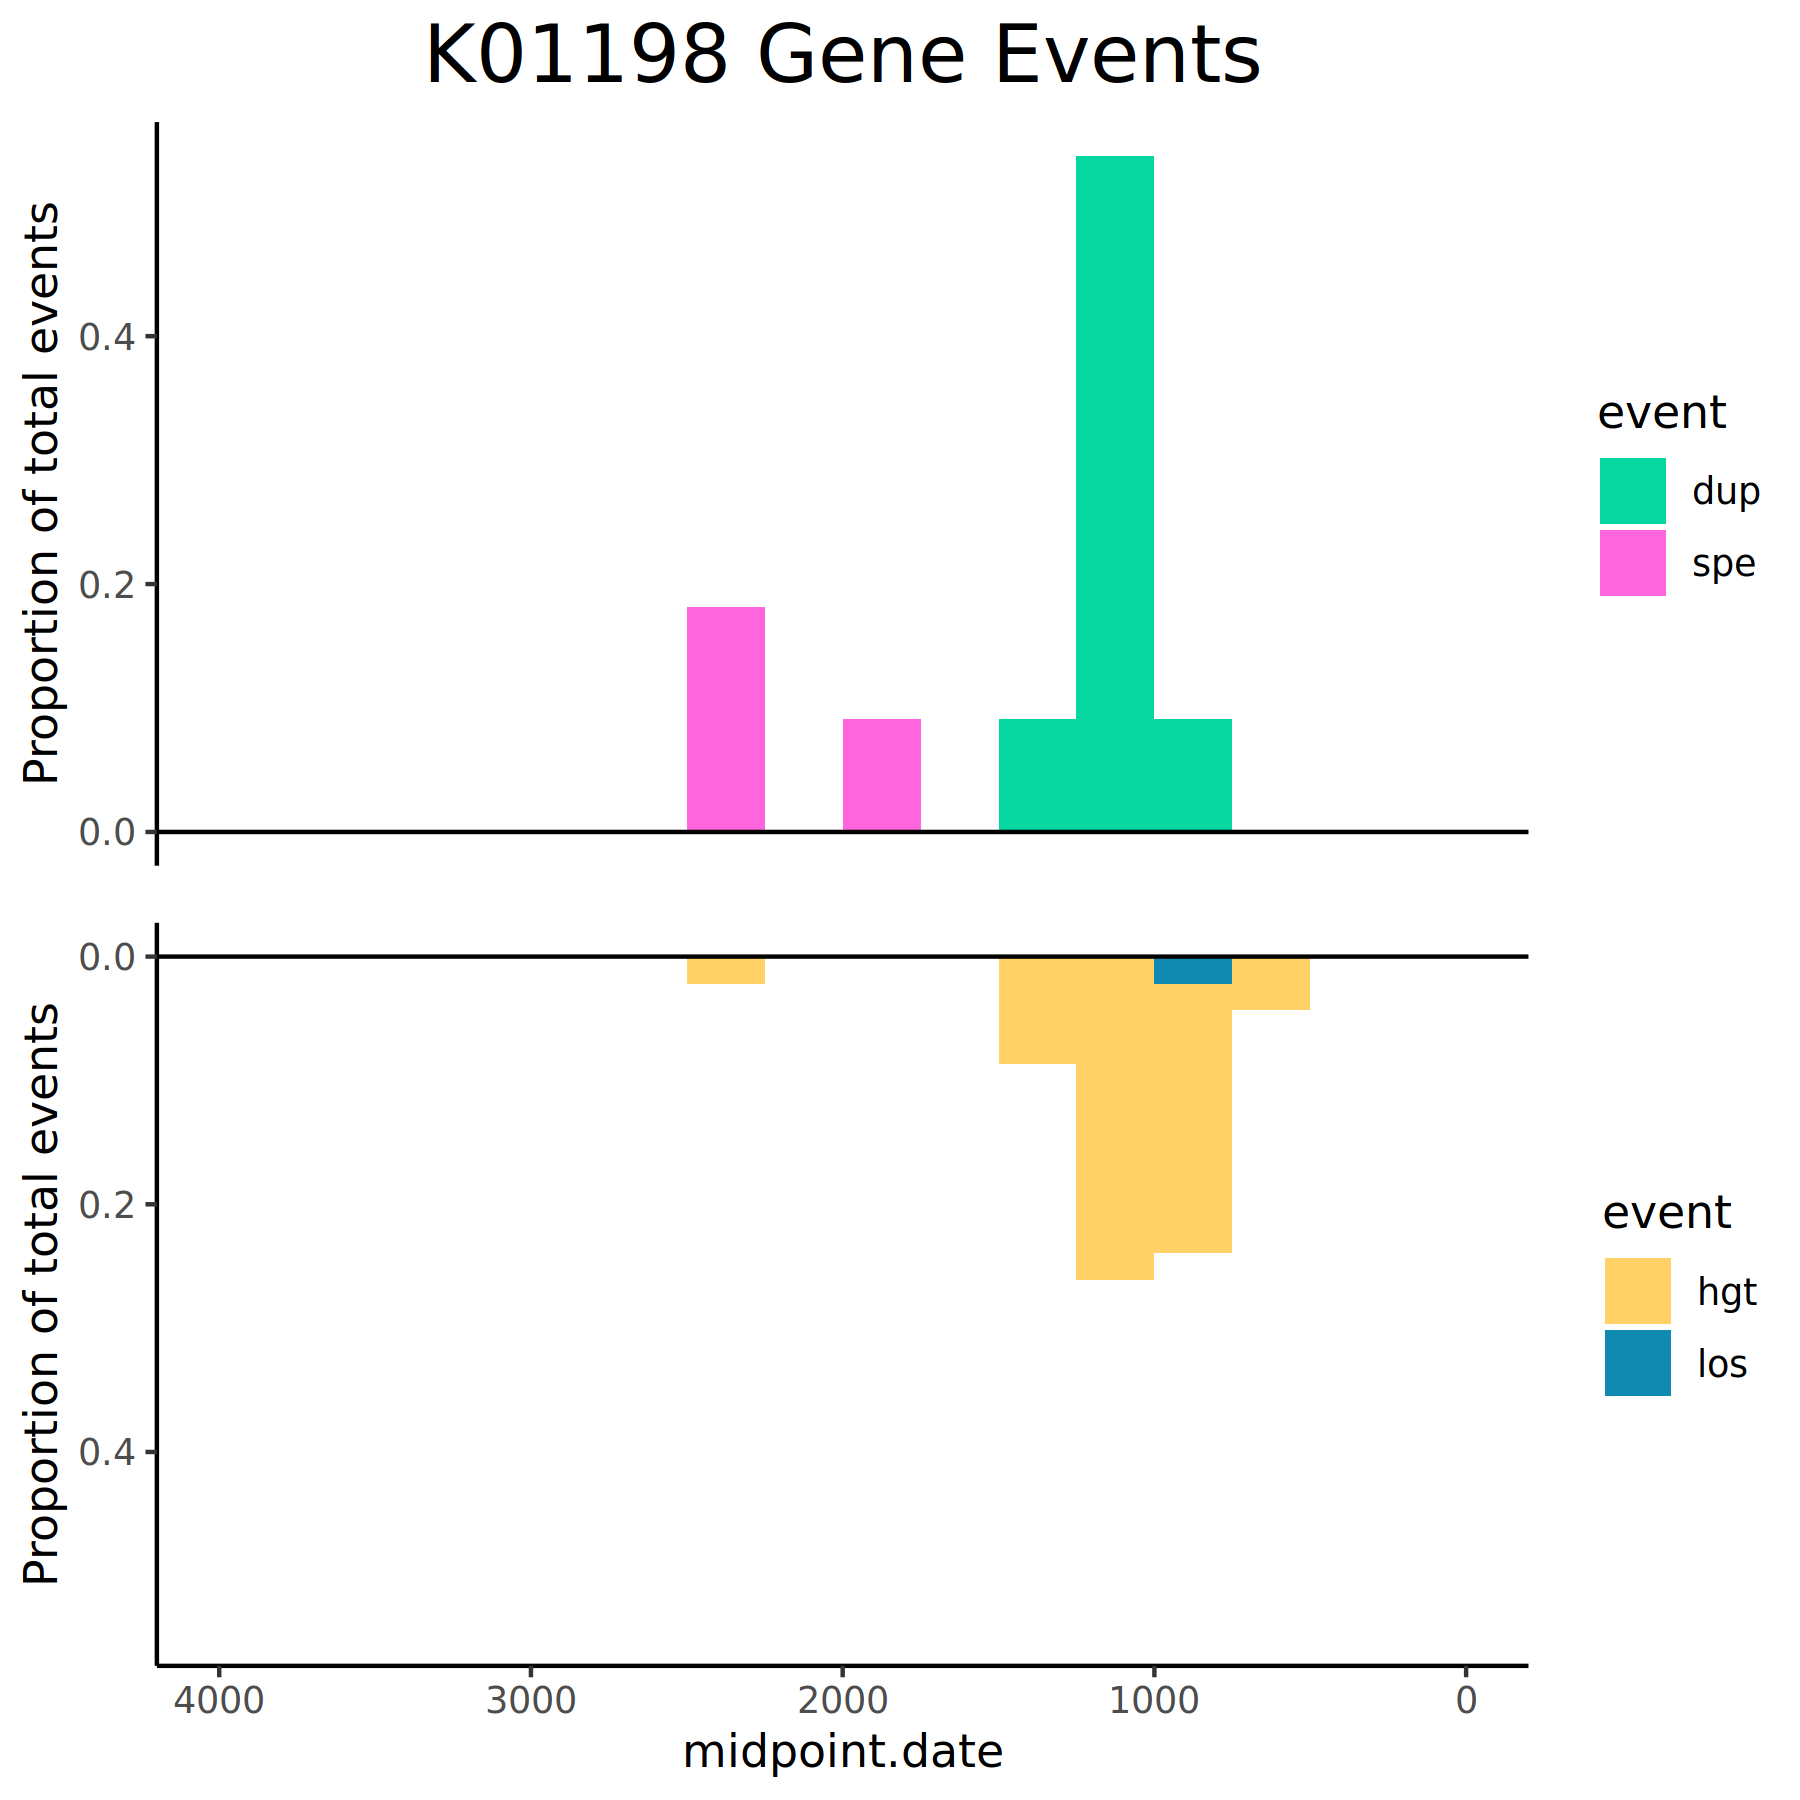 K01198 Gene Events
Proportion of total events
0.4
0.2
0.0
event
dup
spe
Proportion of total events
0.0
0.2
0.4
event
hgt
los
4000 3000 2000 1000 0
midpoint.date